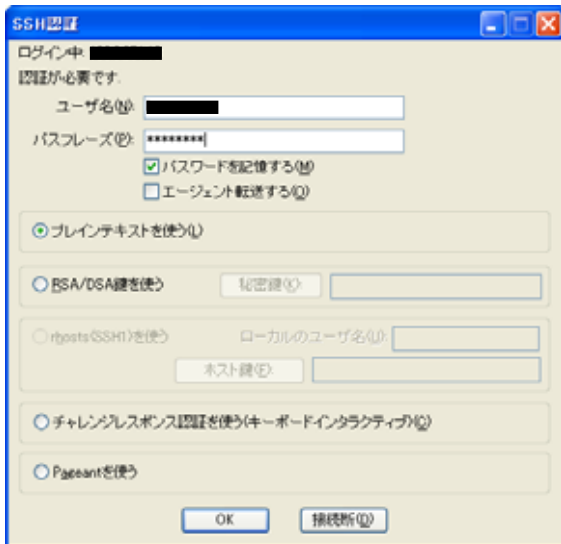 SSH認証
ログイン中:
認証が必要です.
ユーザ名(N):
パスフレーズ(P): ********
パスワードを記憶する(M)
エージェント転送する(O)
プレインテキストを使う(L)
RSA/DSA鍵を使う 秘密鍵(K):
rhosts(SSH1)を使う ローカルのユーザ名(U):
ホスト鍵(F):
チャレンジレスポンス認証を使う(キーボードインタラクティブ)(C)
Pageantを使う
OK 接続断(D)